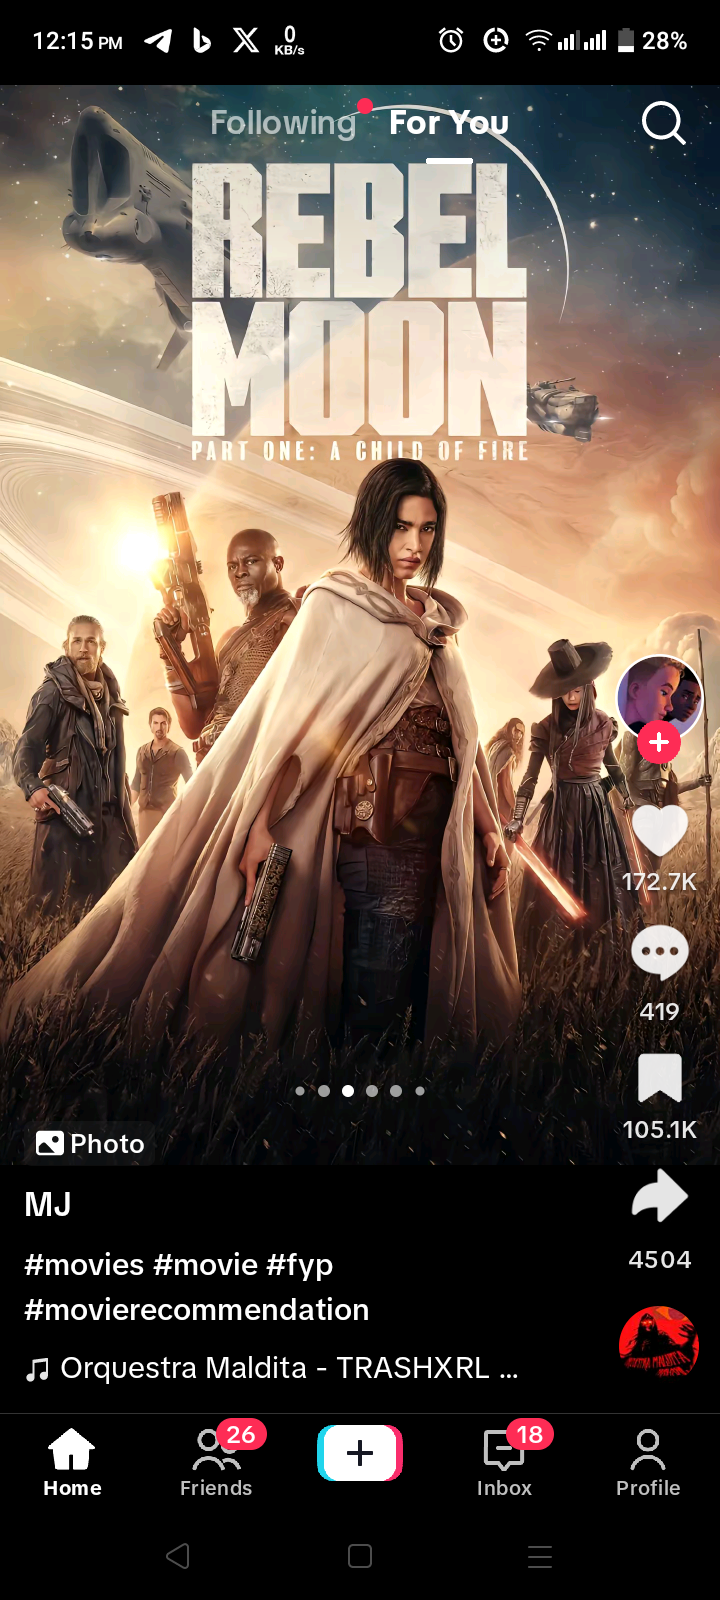 12:15 PM
0
KB/s
28%
Following
For You
REBEL
MOON
PART ONE: A CHILD OF FIRE
172.7K
419
105.1K
Photo
MJ
4504
#movies #movie #fyp
#movierecommendation
Orquestra Maldita - TRASHXRL ...
26
18
Home
Friends
Inbox
Profile